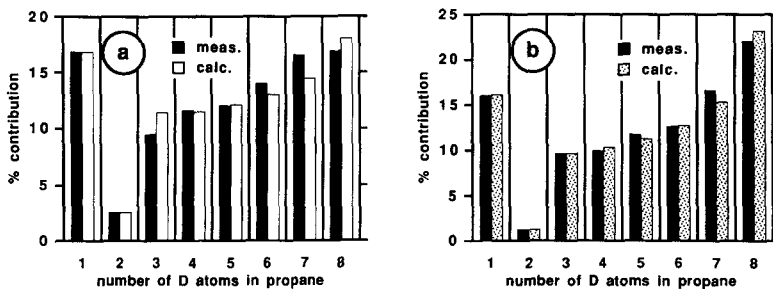 20
15
10
5
0
% contribution
a
meas.
calc.
1 2 3 4 5 6 7 8
number of D atoms in propane
25
20
15
10
5
0
% contribution
b
meas.
calc.
1 2 3 4 5 6 7 8
number of D atoms in propane